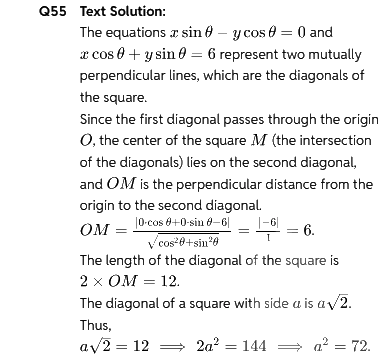 Q55 Text Solution:
The equations x sin θ − y cos θ = 0 and
x cos θ + y sin θ = 6 represent two mutually
perpendicular lines, which are the diagonals of
the square.
Since the first diagonal passes through the origin
O, the center of the square M (the intersection
of the diagonals) lies on the second diagonal,
and OM is the perpendicular distance from the
origin to the second diagonal.
OM = |0·cos θ+0·sin θ−6| / √(cos²θ+sin²θ) = |−6| / 1 = 6.
The length of the diagonal of the square is
2 × OM = 12.
The diagonal of a square with side a is a√2.
Thus,
a√2 = 12 ⟹ 2a² = 144 ⟹ a² = 72.